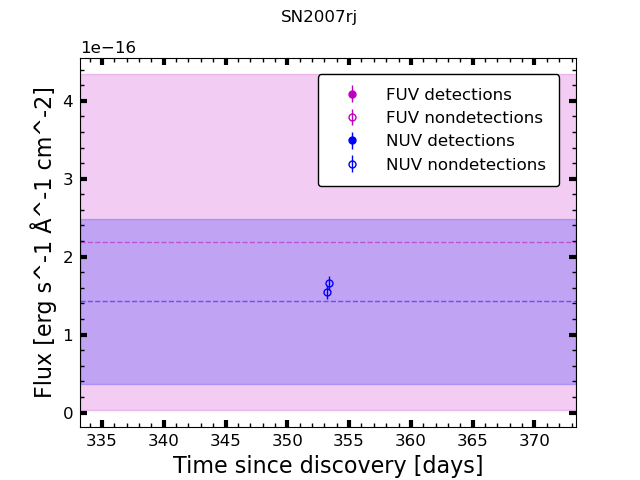 SN2007rj
1e−16
FUV detections
FUV nondetections
NUV detections
NUV nondetections
Flux [erg s^-1 Å^-1 cm^-2]
4
3
2
1
0
335 340 345 350 355 360 365 370
Time since discovery [days]